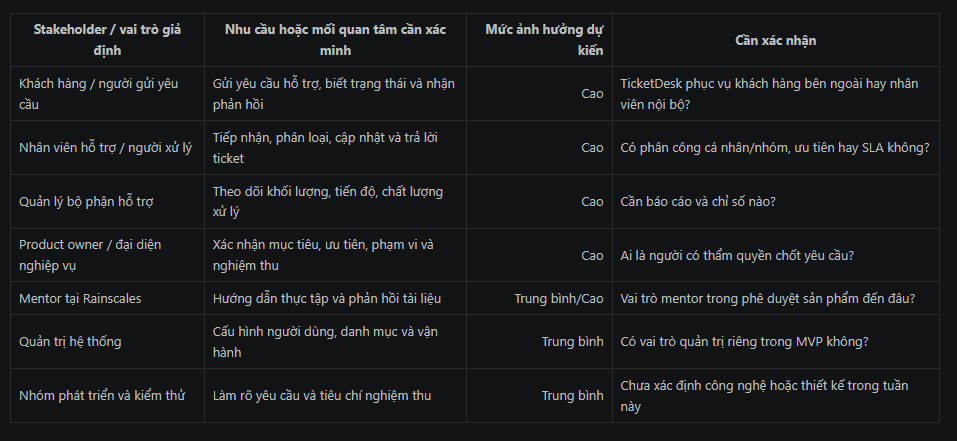 Stakeholder / vai trò giả định
Nhu cầu hoặc mối quan tâm cần xác minh
Mức ảnh hưởng dự kiến
Cần xác nhận
Khách hàng / người gửi yêu cầu
Gửi yêu cầu hỗ trợ, biết trạng thái và nhận phản hồi
Cao
TicketDesk phục vụ khách hàng bên ngoài hay nhân viên nội bộ?
Nhân viên hỗ trợ / người xử lý
Tiếp nhận, phân loại, cập nhật và trả lời ticket
Cao
Có phân công cá nhân/nhóm, ưu tiên hay SLA không?
Quản lý bộ phận hỗ trợ
Theo dõi khối lượng, tiến độ, chất lượng xử lý
Cao
Cần báo cáo và chỉ số nào?
Product owner / đại diện nghiệp vụ
Xác nhận mục tiêu, ưu tiên, phạm vi và nghiệm thu
Cao
Ai là người có thẩm quyền chốt yêu cầu?
Mentor tại Rainscales
Hướng dẫn thực tập và phản hồi tài liệu
Trung bình/Cao
Vai trò mentor trong phê duyệt sản phẩm đến đâu?
Quản trị hệ thống
Cấu hình người dùng, danh mục và vận hành
Trung bình
Có vai trò quản trị riêng trong MVP không?
Nhóm phát triển và kiểm thử
Làm rõ yêu cầu và tiêu chí nghiệm thu
Trung bình
Chưa xác định công nghệ hoặc thiết kế trong tuần này